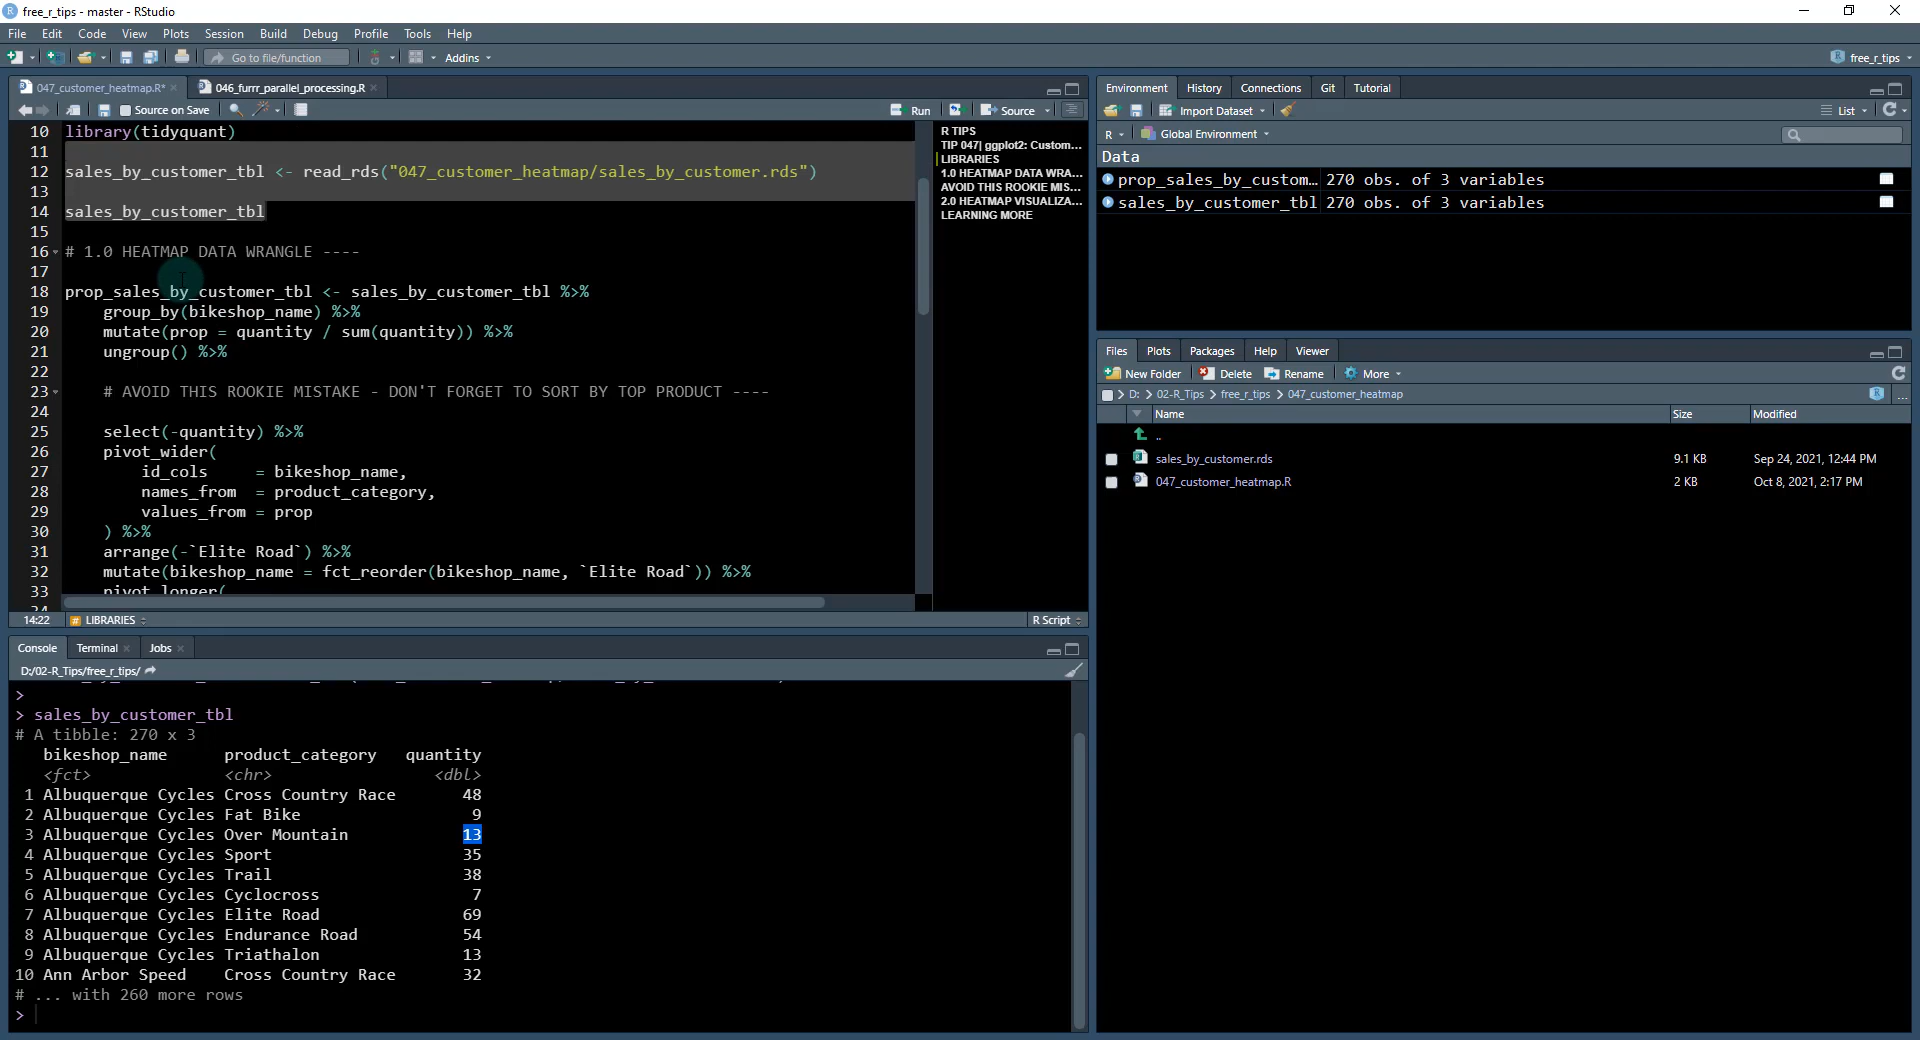 free_r_tips - master - RStudio
File Edit Code View Plots Session Build Debug Profile Tools Help
Go to file/function Addins free_r_tips
047_customer_heatmap.R* 046_furrr_parallel_processing.R
Source on Save Run Source
10 library(tidyquant)
11
12 sales_by_customer_tbl <- read_rds("047_customer_heatmap/sales_by_customer.rds")
13
14 sales_by_customer_tbl
15
16 # 1.0 HEATMAP DATA WRANGLE ----
17
18 prop_sales_by_customer_tbl <- sales_by_customer_tbl %>%
19 group_by(bikeshop_name) %>%
20 mutate(prop = quantity / sum(quantity)) %>%
21 ungroup() %>%
22
23 # AVOID THIS ROOKIE MISTAKE - DON'T FORGET TO SORT BY TOP PRODUCT ----
24
25 select(-quantity) %>%
26 pivot_wider(
27 id_cols = bikeshop_name,
28 names_from = product_category,
29 values_from = prop
30 ) %>%
31 arrange(-`Elite Road`) %>%
32 mutate(bikeshop_name = fct_reorder(bikeshop_name, `Elite Road`)) %>%
33 pivot_longer(
34
R TIPS
TIP 047| ggplot2: Custom...
LIBRARIES
1.0 HEATMAP DATA WRA...
AVOID THIS ROOKIE MIS...
2.0 HEATMAP VISUALIZA...
LEARNING MORE
14:22 # LIBRARIES R Script
Console Terminal Jobs
D:/02-R_Tips/free_r_tips/
>
> sales_by_customer_tbl
# A tibble: 270 x 3
bikeshop_name product_category quantity
<fct> <chr> <dbl>
1 Albuquerque Cycles Cross Country Race 48
2 Albuquerque Cycles Fat Bike 9
3 Albuquerque Cycles Over Mountain 13
4 Albuquerque Cycles Sport 35
5 Albuquerque Cycles Trail 38
6 Albuquerque Cycles Cyclocross 7
7 Albuquerque Cycles Elite Road 69
8 Albuquerque Cycles Endurance Road 54
9 Albuquerque Cycles Triathalon 13
10 Ann Arbor Speed Cross Country Race 32
# ... with 260 more rows
>
Environment History Connections Git Tutorial
Import Dataset List
R Global Environment
Data
prop_sales_by_custom... 270 obs. of 3 variables
sales_by_customer_tbl 270 obs. of 3 variables
Files Plots Packages Help Viewer
New Folder Delete Rename More
D: > 02-R_Tips > free_r_tips > 047_customer_heatmap ...
Name Size Modified
..
sales_by_customer.rds 9.1 KB Sep 24, 2021, 12:44 PM
047_customer_heatmap.R 2 KB Oct 8, 2021, 2:17 PM